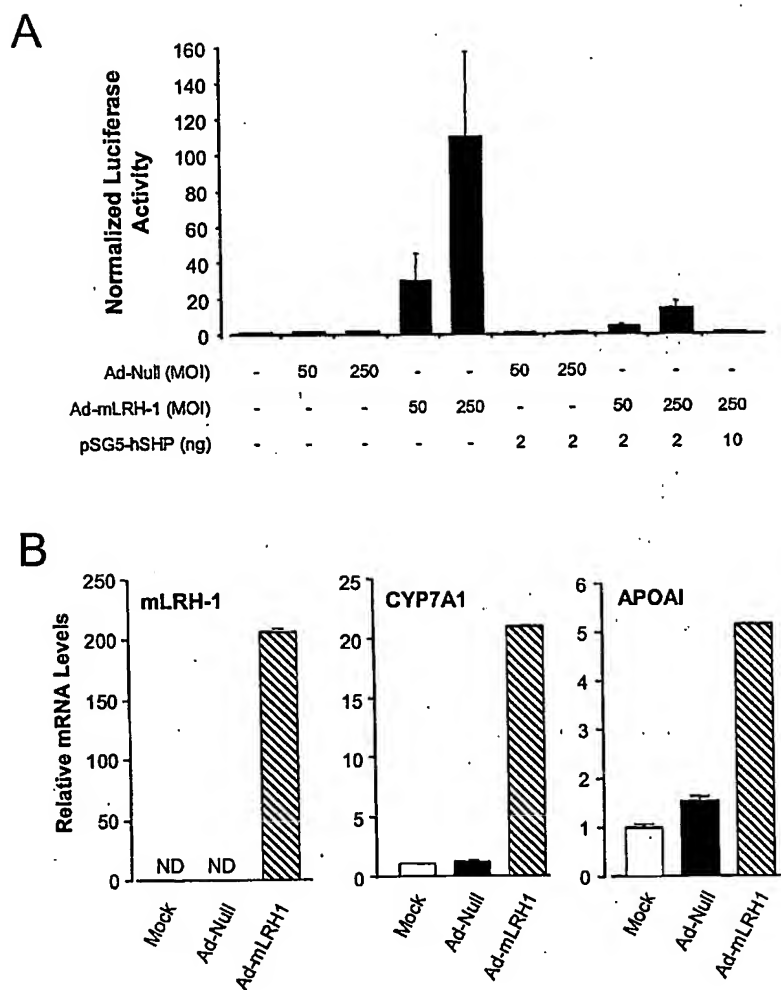 A
Normalized Luciferase
Activity
160
140
120
100
80
60
40
20
0
Ad-Null (MOI) - 50 250 - - 50 250 - - -
Ad-mLRH-1 (MOI) - - - 50 250 - - 50 250 250
pSG5-hSHP (ng) - - - - - 2 2 2 2 10
B
Relative mRNA Levels
mLRH-1
250
200
150
100
50
0
ND ND
Mock Ad-Null Ad-mLRH1
CYP7A1
25
20
15
10
5
0
Mock Ad-Null Ad-mLRH1
APOAI
6
5
4
3
2
1
0
Mock Ad-Null Ad-mLRH1